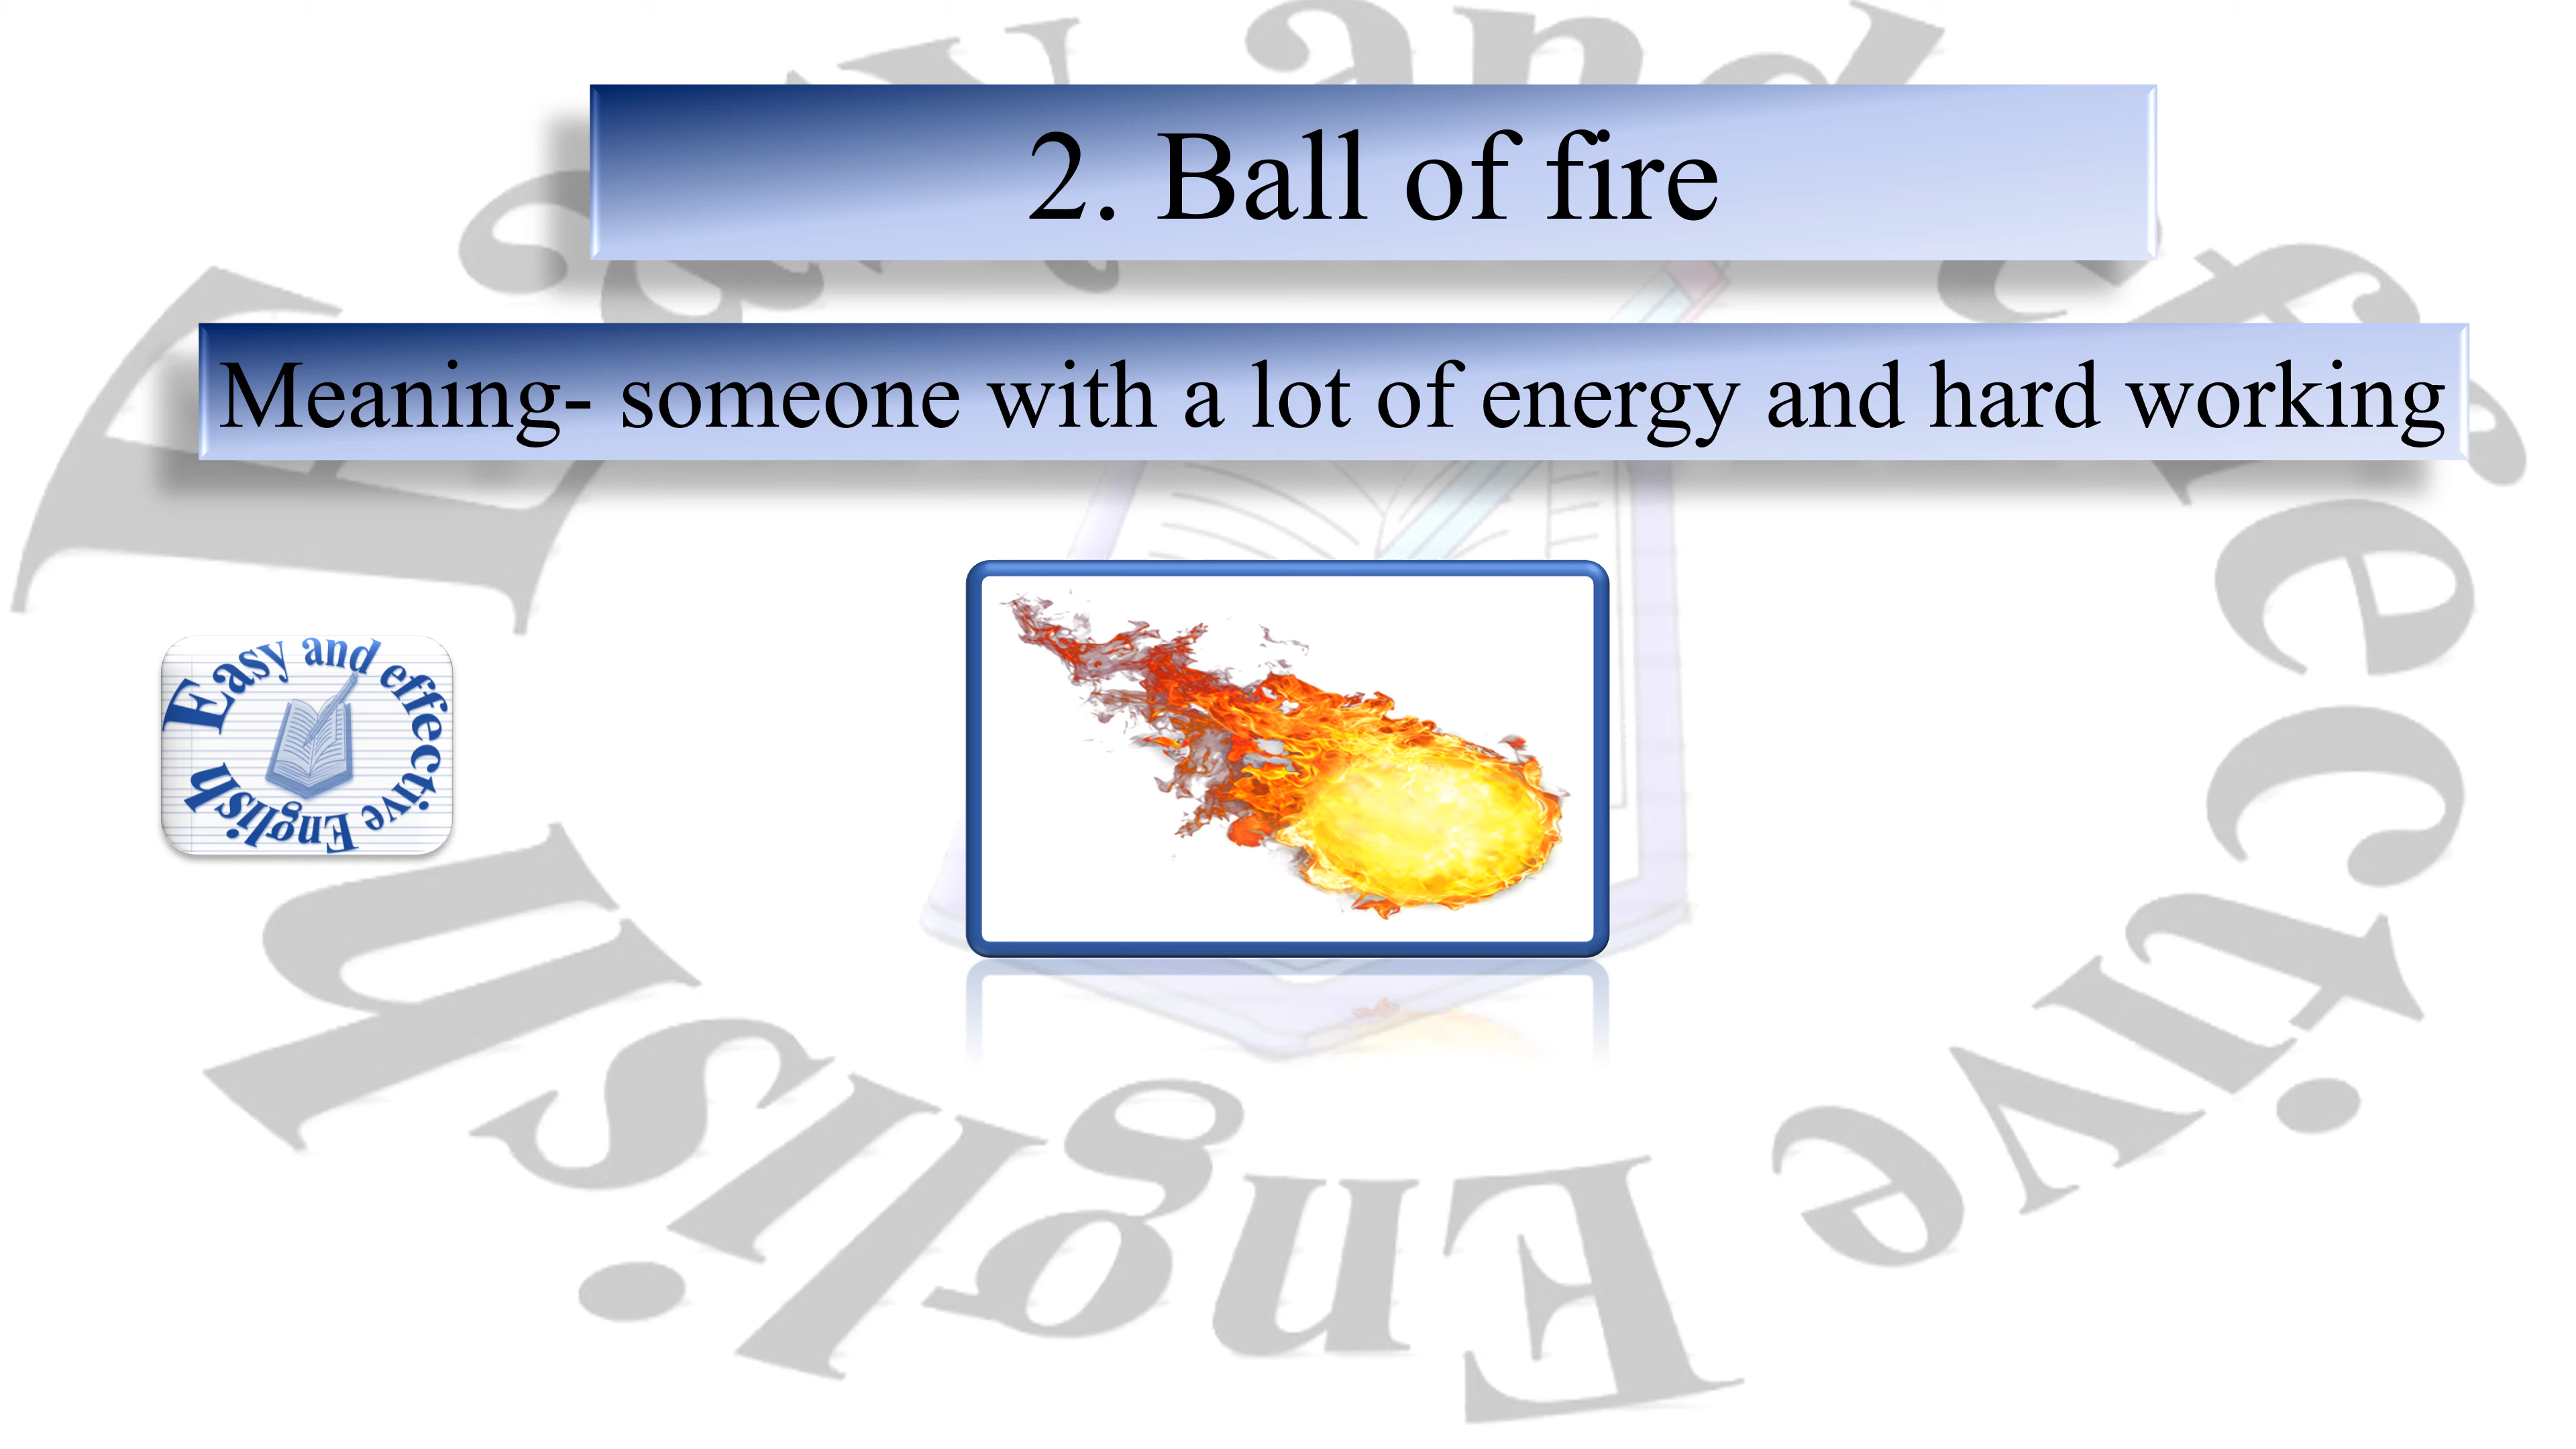 2. Ball of fire
Meaning- someone with a lot of energy and hard working
Easy and effective English
Easy and effective English